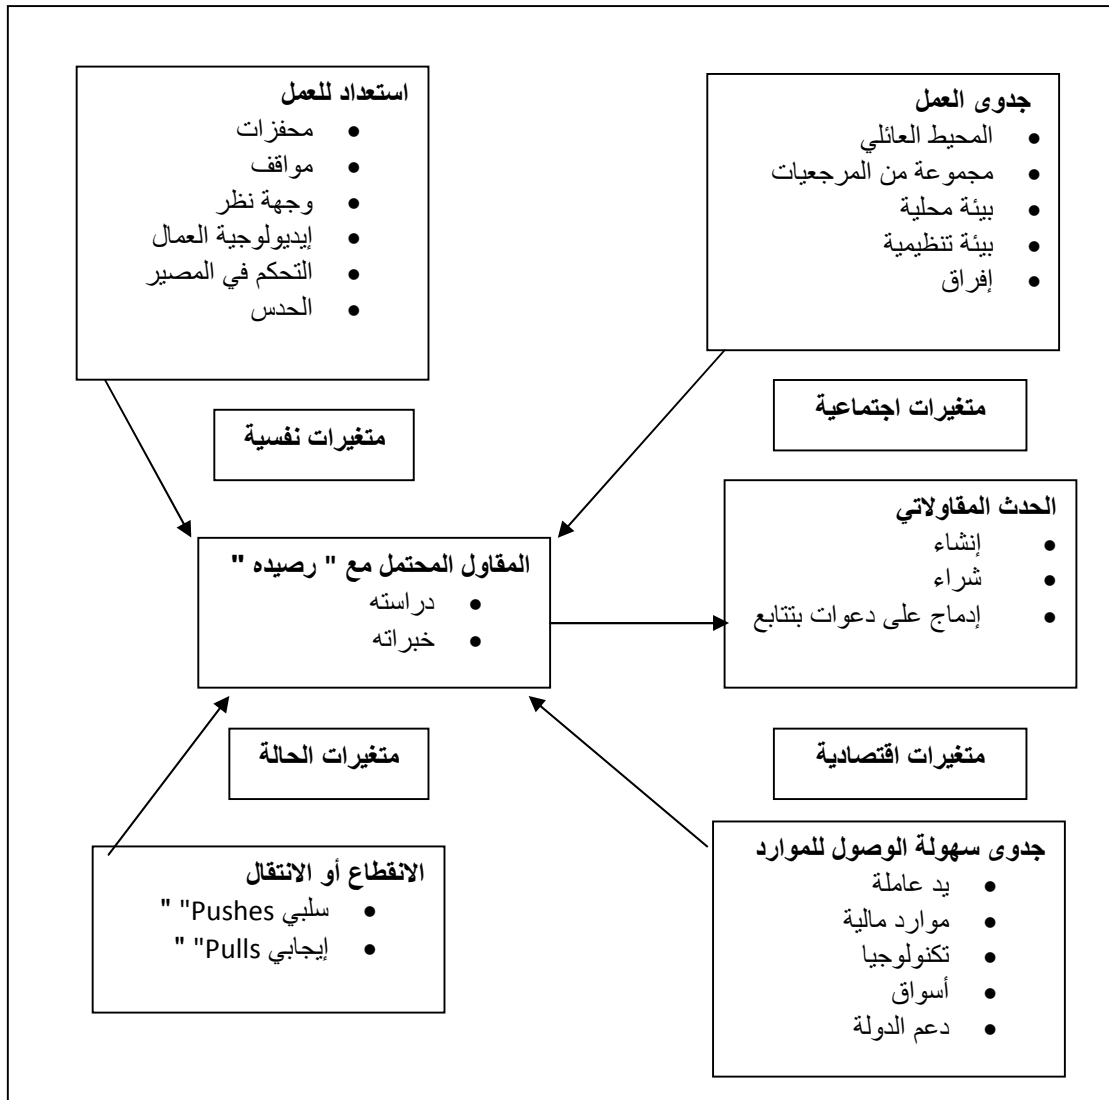 جدوى العمل
• المحيط العائلي
• مجموعة من المرجعيات
• بيئة محلية
• بيئة تنظيمية
• إفراق
استعداد للعمل
• محفزات
• مواقف
• وجهة نظر
• إيديولوجية العمال
• التحكم في المصير
• الحدس
متغيرات اجتماعية
متغيرات نفسية
الحدث المقاولاتي
• إنشاء
• شراء
• إدماج على دعوات بتتابع
المقاول المحتمل مع " رصيده "
• دراسته
• خبراته
متغيرات اقتصادية
متغيرات الحالة
جدوى سهولة الوصول للموارد
• يد عاملة
• موارد مالية
• تكنولوجيا
• أسواق
• دعم الدولة
الانقطاع أو الانتقال
• سلبي Pushes" "
• إيجابي Pulls" "